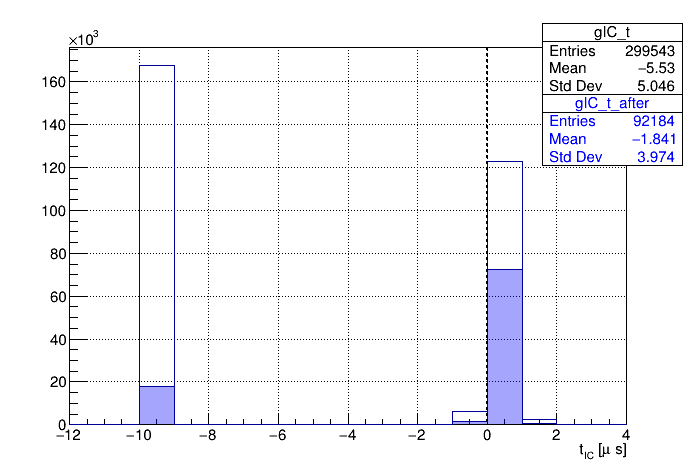 ×10³
gIC_t
Entries 299543
Mean −5.53
Std Dev 5.046
gIC_t_after
Entries 92184
Mean −1.841
Std Dev 3.974
160
140
120
100
80
60
40
20
0
−12 −10 −8 −6 −4 −2 0 2 4
t_IC [μ s]